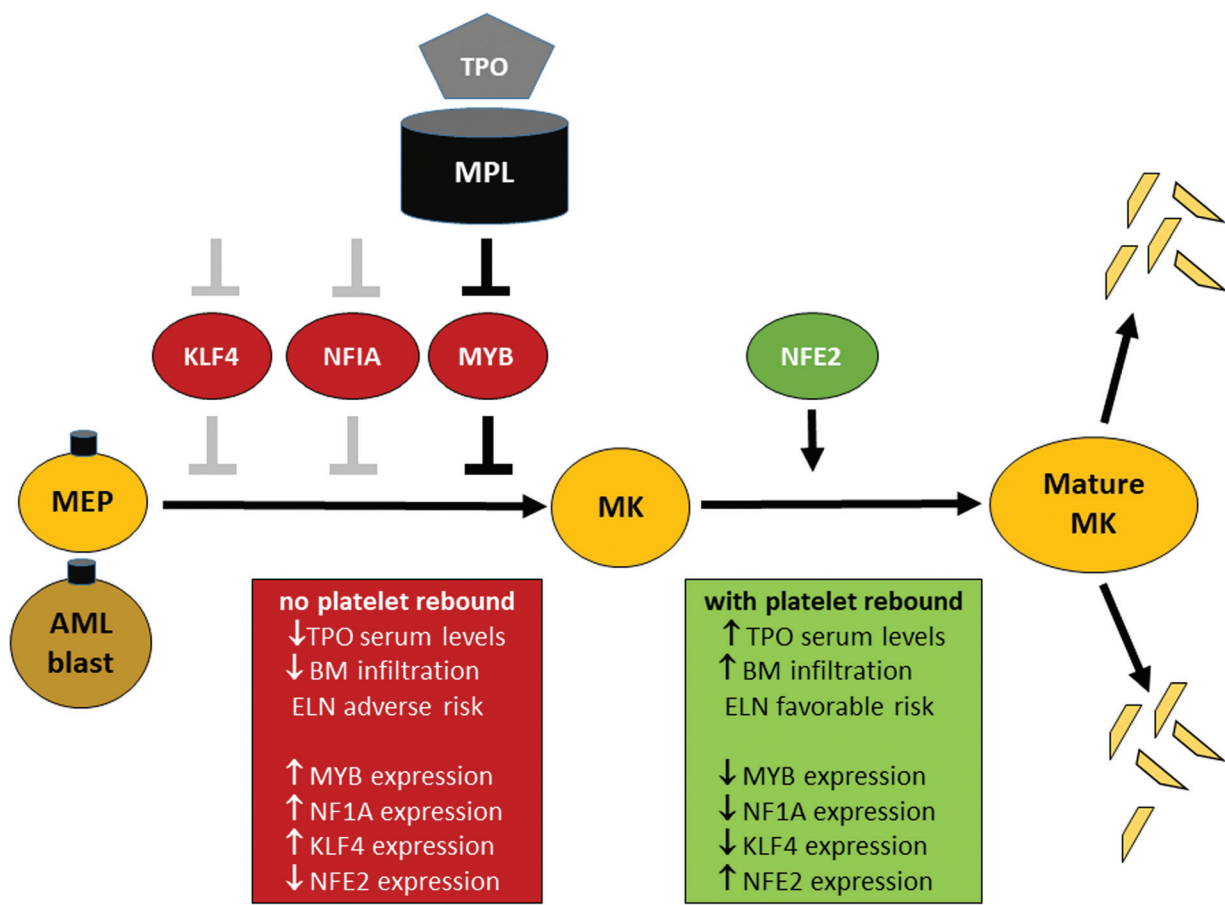 TPO
MPL
KLF4
NFIA
MYB
NFE2
MEP
MK
Mature
MK
AML
blast
no platelet rebound
↓TPO serum levels
↓ BM infiltration
ELN adverse risk
↑ MYB expression
↑ NF1A expression
↑ KLF4 expression
↓ NFE2 expression
with platelet rebound
↑ TPO serum levels
↑ BM infiltration
ELN favorable risk
↓ MYB expression
↓ NF1A expression
↓ KLF4 expression
↑ NFE2 expression